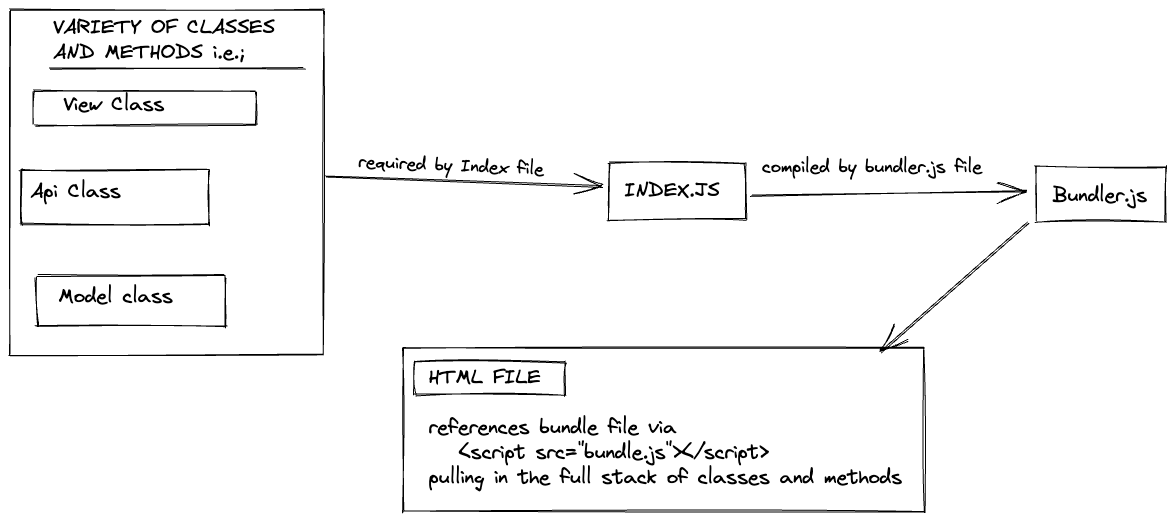 VARIETY OF CLASSES
AND METHODS i.e.;
View Class
Api Class
Model class
required by Index file
INDEX.JS
compiled by bundler.js file
Bundler.js
HTML FILE
references bundle file via
<script src="bundle.js"></script>
pulling in the full stack of classes and methods